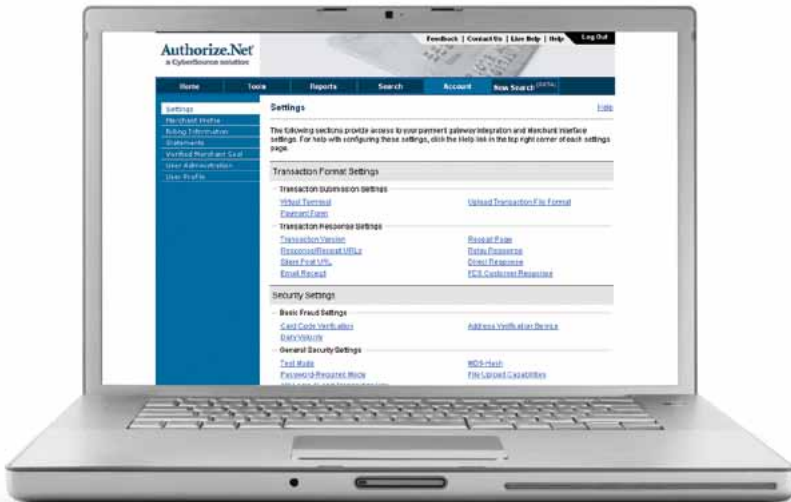 Feedback | Contact Us | Live Help | Help
Log Out
Authorize.Net
a CyberSource solution
Home Tools Reports Search Account New Search (BETA)
Settings
Merchant Profile
Billing Information
Statements
Verified Merchant Seal
User Administration
User Profile
Settings
Help
The following sections provide access to your payment gateway integration and Merchant Interface
settings. For help with configuring these settings, click the Help link in the top right corner of each settings
page.
Transaction Format Settings
Transaction Submission Settings
Virtual Terminal Upload Transaction File Format
Payment Form
Transaction Response Settings
Transaction Version Receipt Page
Response/Receipt URLs Relay Response
Silent Post URL Direct Response
Email Receipt
Security Settings
Basic Fraud Settings
Card Code Verification Address Verification Service
Daily Velocity
General Security Settings
Test Mode MD5-Hash
Password-Required Mode File Upload Capabilities